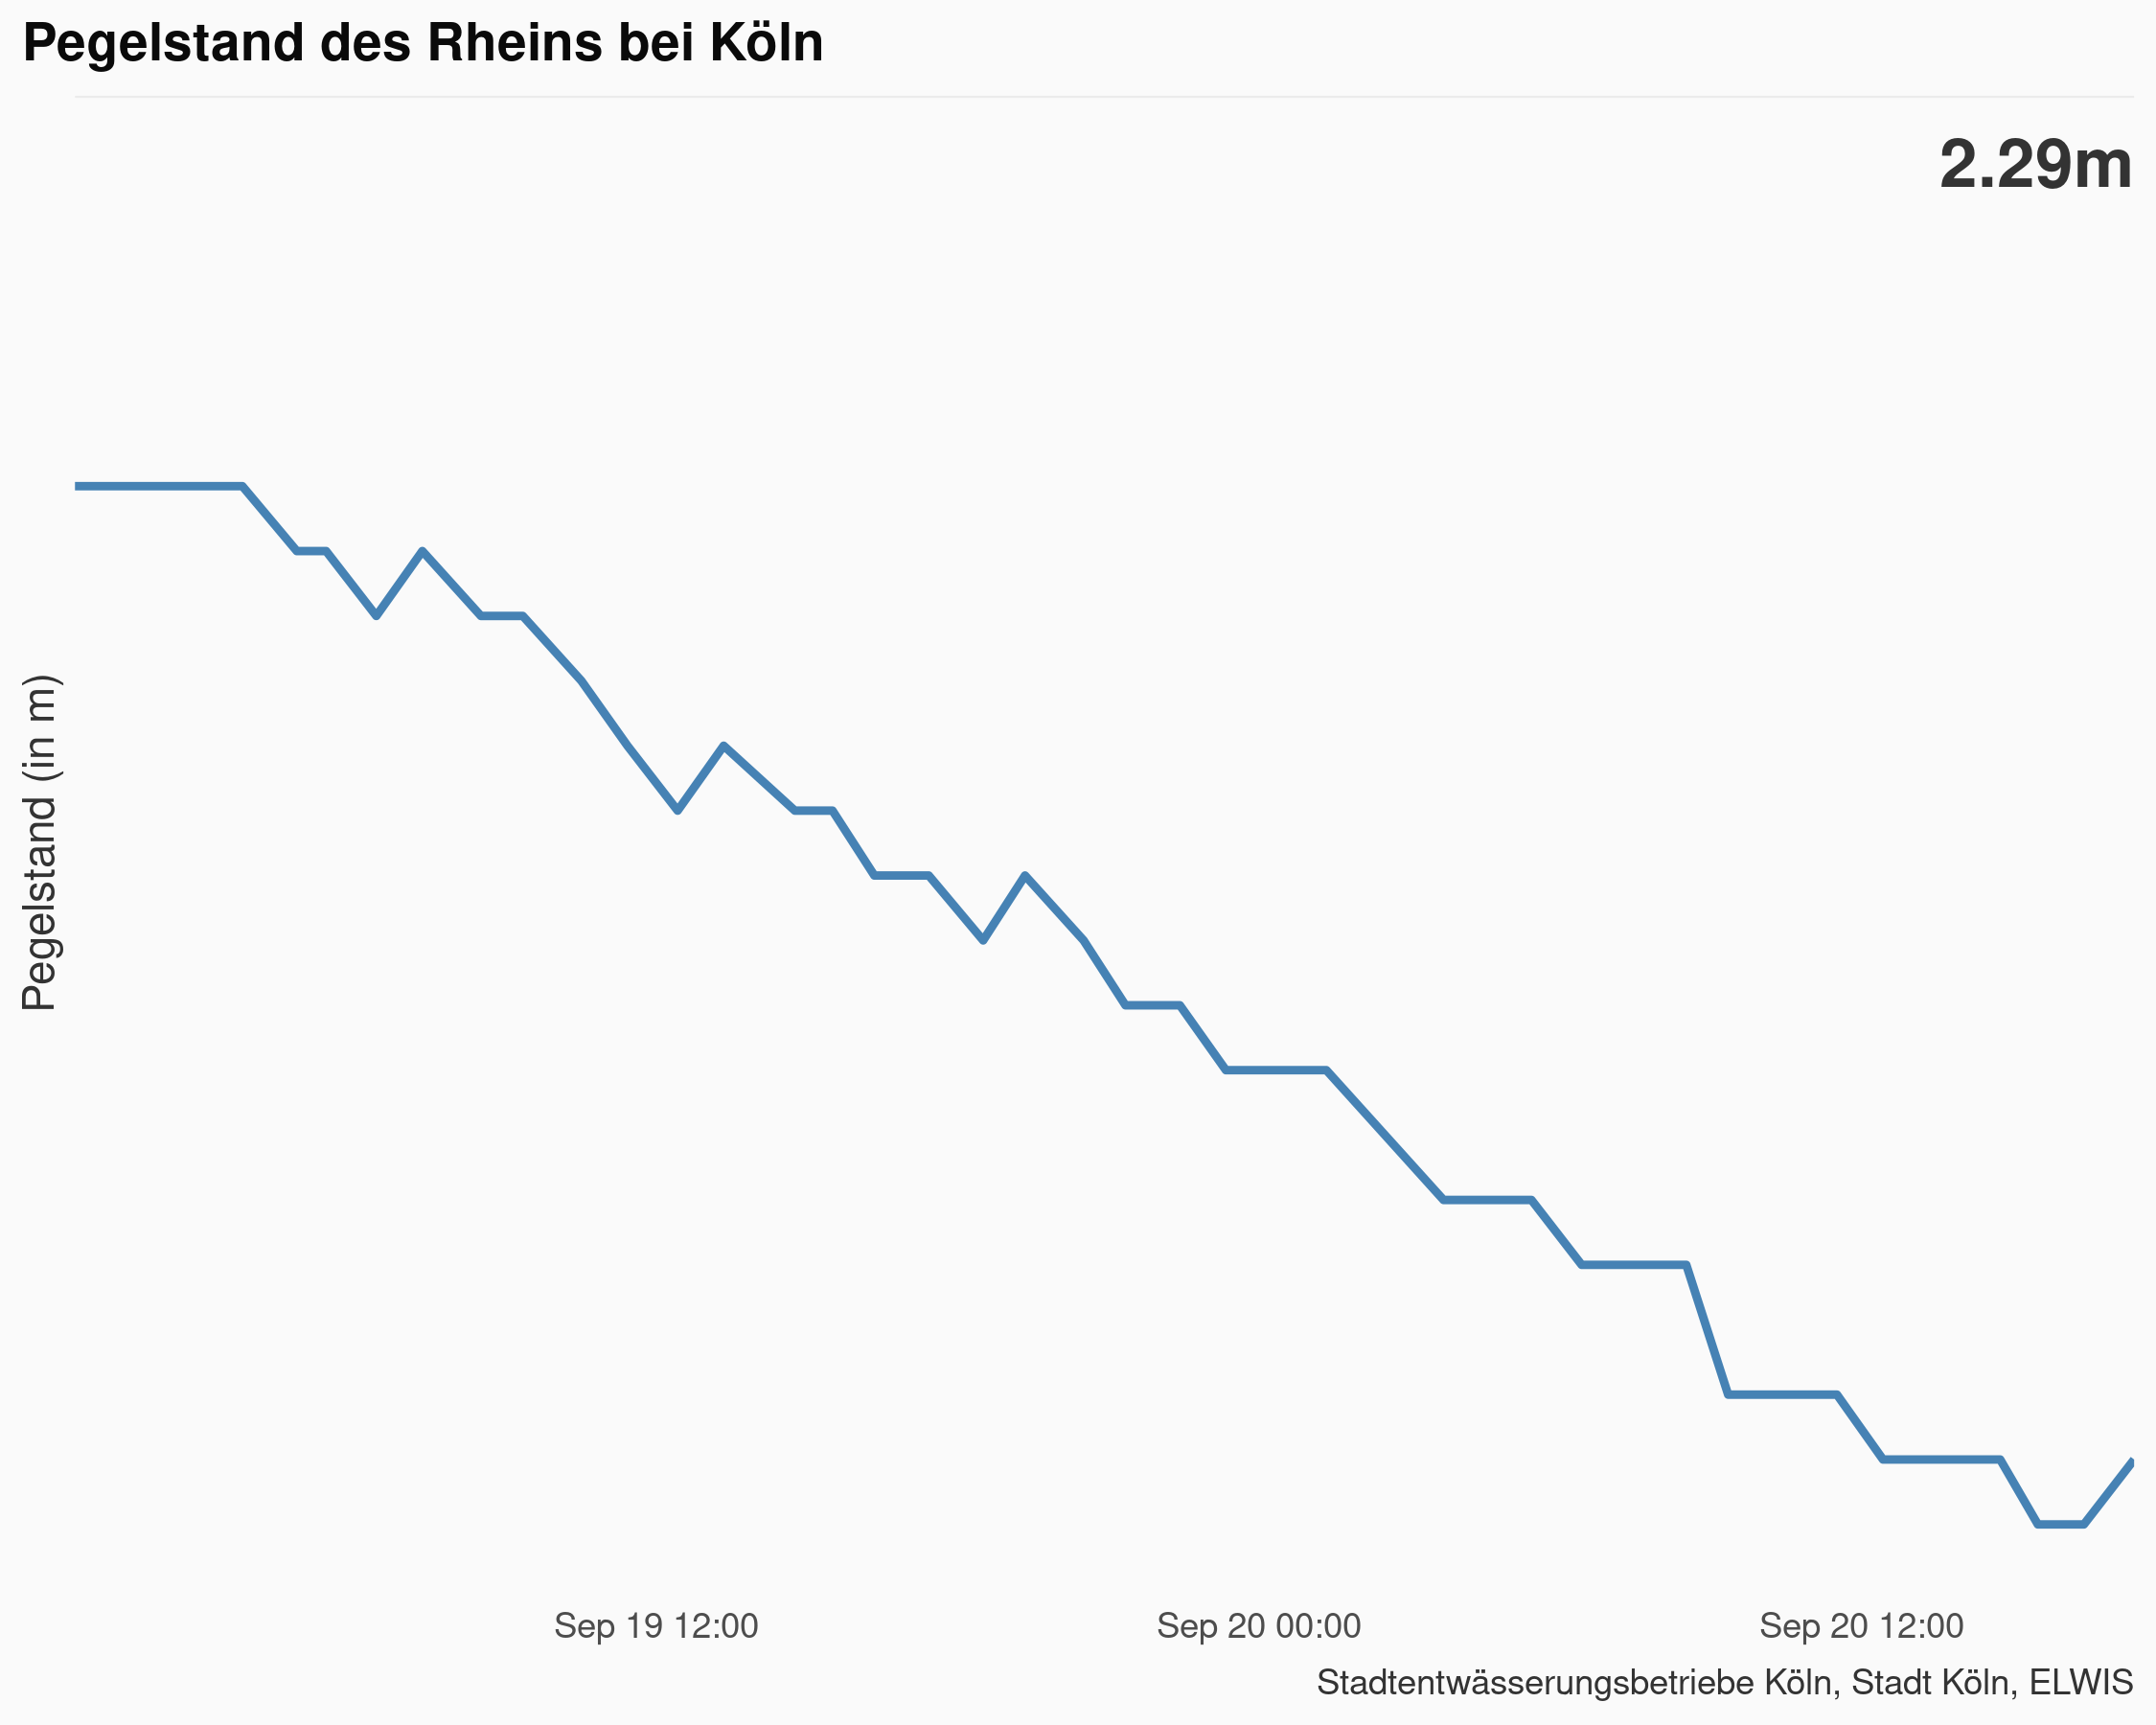 Pegelstand des Rheins bei Köln
2.29m
Pegelstand (in m)
Sep 19 12:00
Sep 20 00:00
Sep 20 12:00
Stadtentwässerungsbetriebe Köln, Stadt Köln, ELWIS